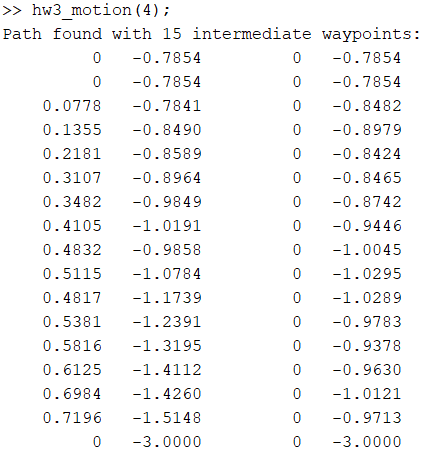 >> hw3_motion(4);
Path found with 15 intermediate waypoints:
0 -0.7854 0 -0.7854
0 -0.7854 0 -0.7854
0.0778 -0.7841 0 -0.8482
0.1355 -0.8490 0 -0.8979
0.2181 -0.8589 0 -0.8424
0.3107 -0.8964 0 -0.8465
0.3482 -0.9849 0 -0.8742
0.4105 -1.0191 0 -0.9446
0.4832 -0.9858 0 -1.0045
0.5115 -1.0784 0 -1.0295
0.4817 -1.1739 0 -1.0289
0.5381 -1.2391 0 -0.9783
0.5816 -1.3195 0 -0.9378
0.6125 -1.4112 0 -0.9630
0.6984 -1.4260 0 -1.0121
0.7196 -1.5148 0 -0.9713
0 -3.0000 0 -3.0000